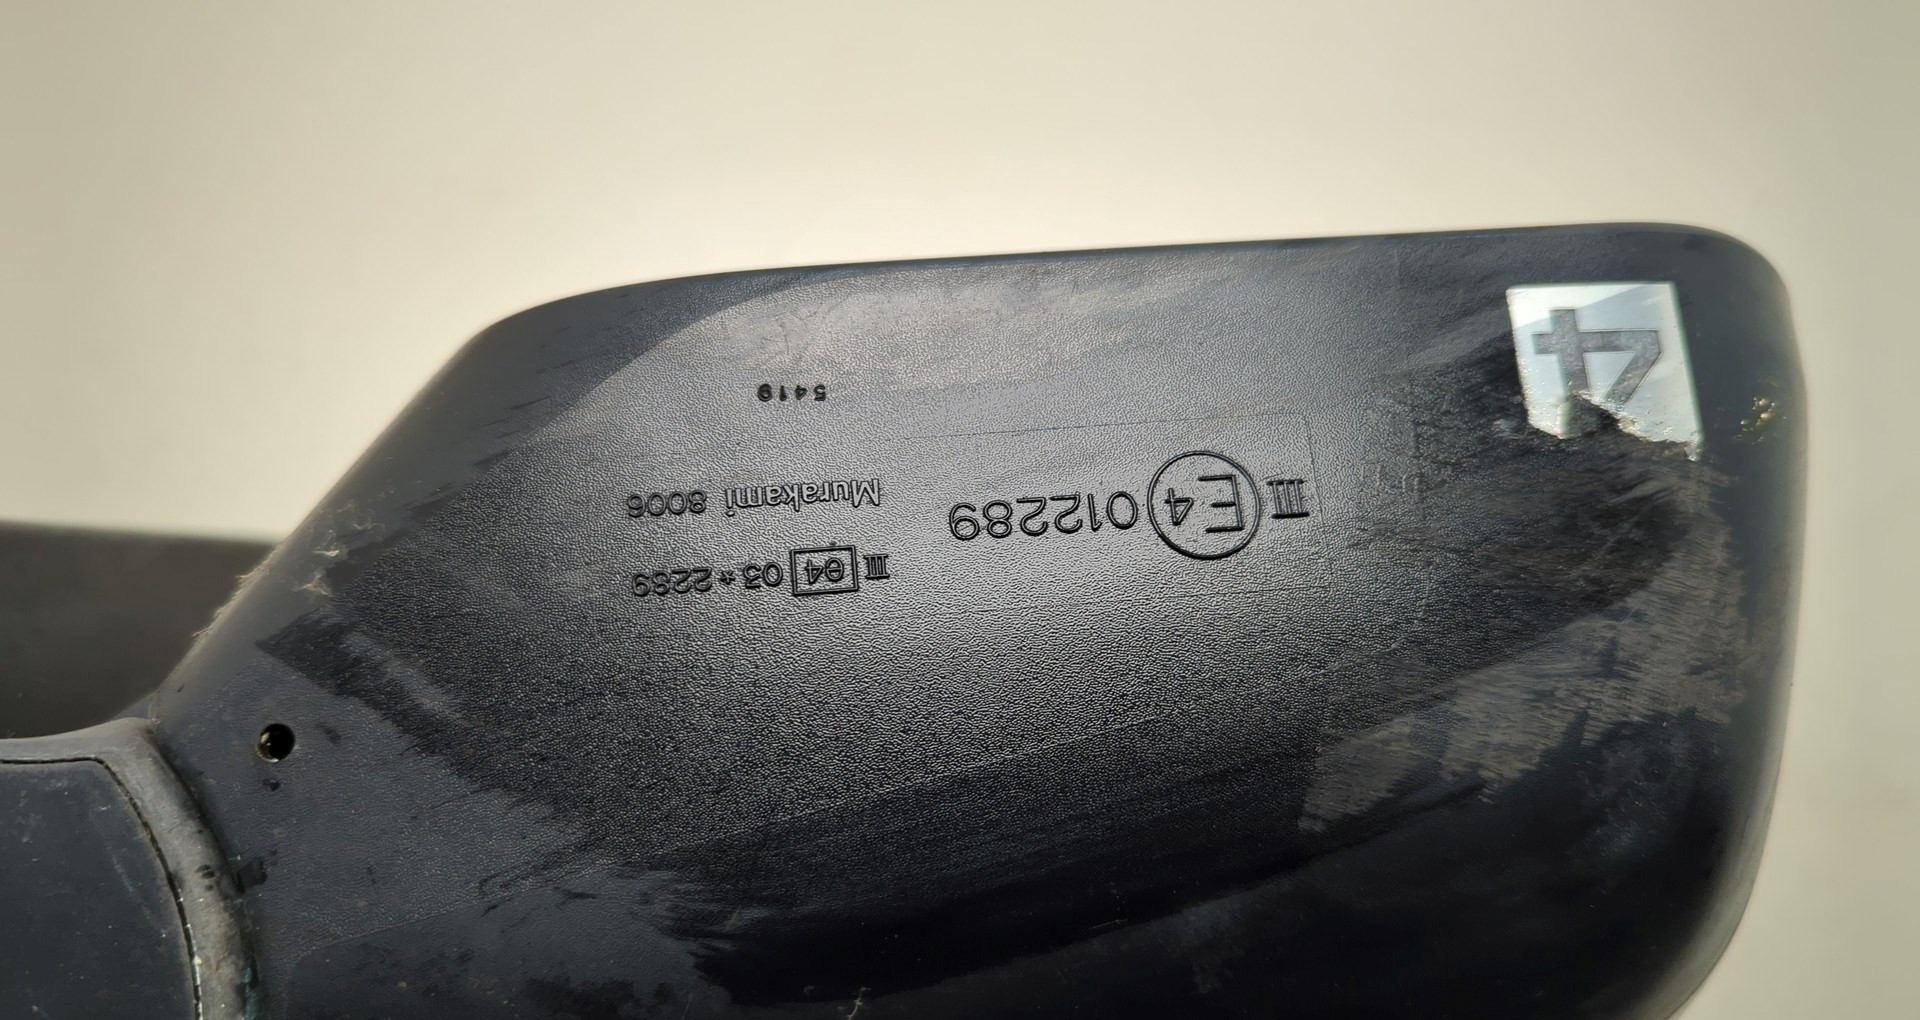 III e4 03*2289
III E4 012289
Murakami 8006
5419
4